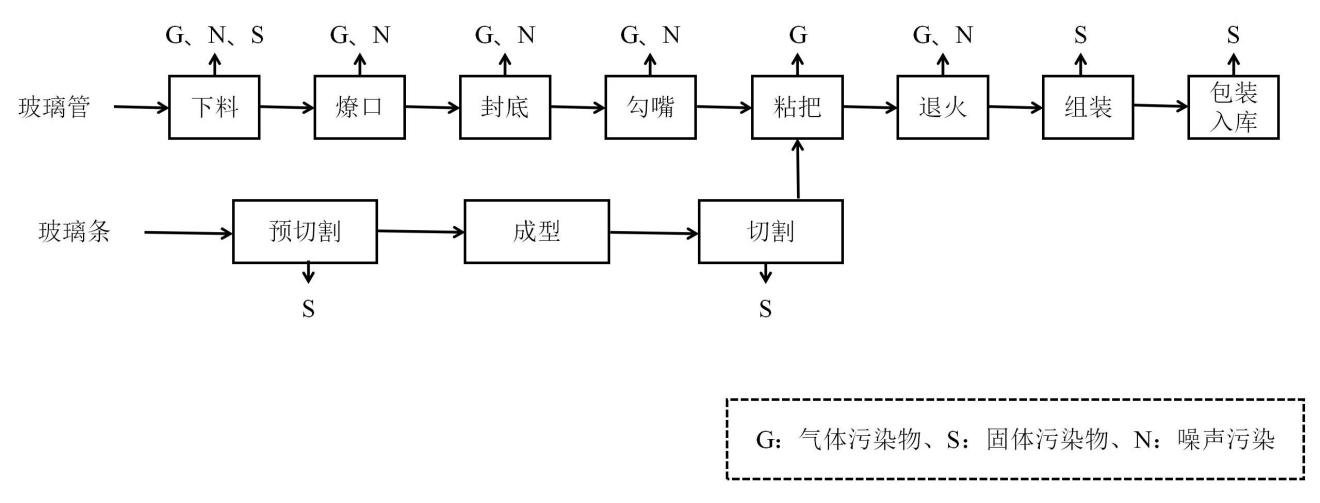 G、N、S G、N G、N G、N G G、N S S
玻璃管 下料 燎口 封底 勾嘴 粘把 退火 组装 包装
入库
玻璃条 预切割 成型 切割
S S
G：气体污染物、S：固体污染物、N：噪声污染